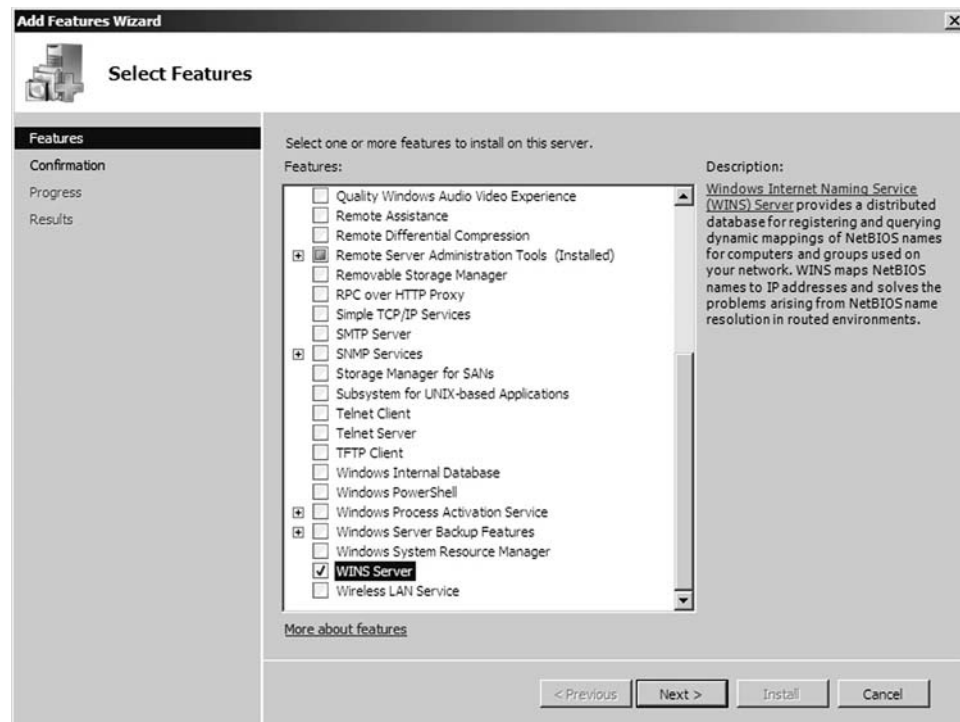 Add Features Wizard
Select Features
Features
Confirmation
Progress
Results
Select one or more features to install on this server.
Features:
Quality Windows Audio Video Experience
Remote Assistance
Remote Differential Compression
Remote Server Administration Tools (Installed)
Removable Storage Manager
RPC over HTTP Proxy
Simple TCP/IP Services
SMTP Server
SNMP Services
Storage Manager for SANs
Subsystem for UNIX-based Applications
Telnet Client
Telnet Server
TFTP Client
Windows Internal Database
Windows PowerShell
Windows Process Activation Service
Windows Server Backup Features
Windows System Resource Manager
WINS Server
Wireless LAN Service
More about features
Description:
Windows Internet Naming Service
(WINS) Server provides a distributed
database for registering and querying
dynamic mappings of NetBIOS names
for computers and groups used on
your network. WINS maps NetBIOS
names to IP addresses and solves the
problems arising from NetBIOS name
resolution in routed environments.
< Previous
Next >
Install
Cancel